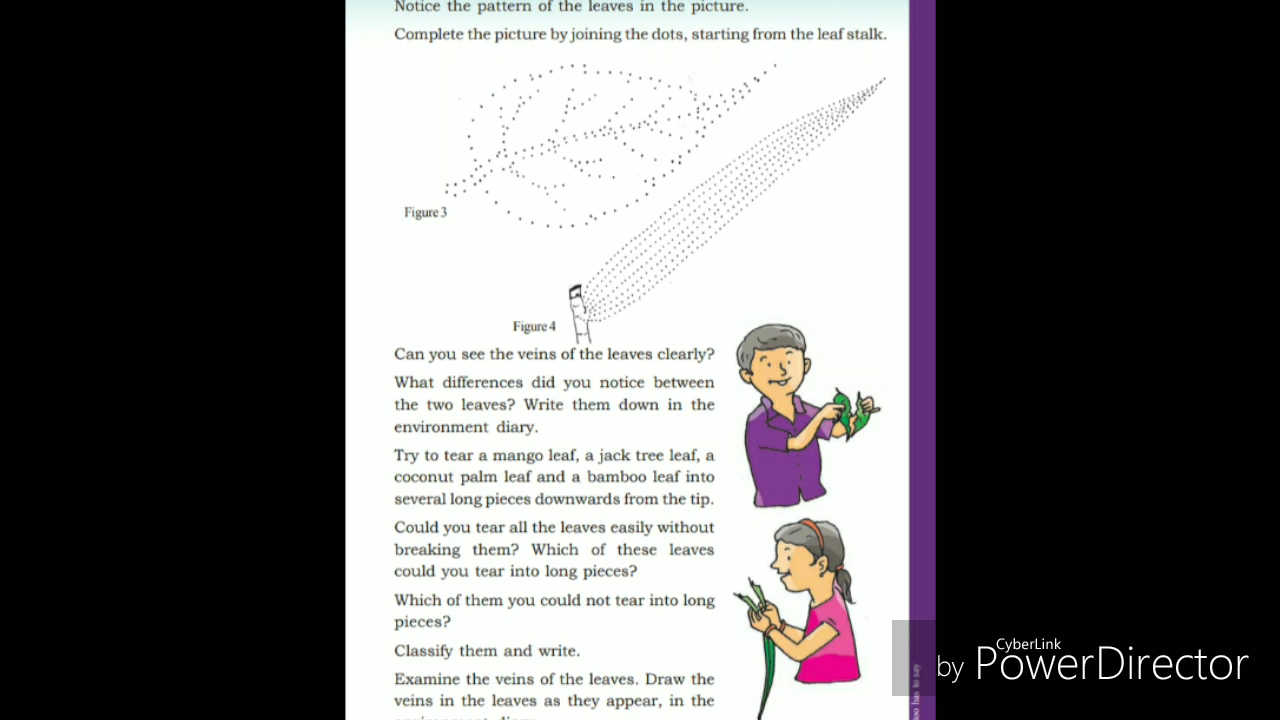 Notice the pattern of the leaves in the picture.
Complete the picture by joining the dots, starting from the leaf stalk.
Figure 3
Figure 4
Can you see the veins of the leaves clearly?
What differences did you notice between
the two leaves? Write them down in the
environment diary.
Try to tear a mango leaf, a jack tree leaf, a
coconut palm leaf and a bamboo leaf into
several long pieces downwards from the tip.
Could you tear all the leaves easily without
breaking them? Which of these leaves
could you tear into long pieces?
Which of them you could not tear into long
pieces?
Classify them and write.
Examine the veins of the leaves. Draw the
veins in the leaves as they appear, in the
has to say
CyberLink
by PowerDirector